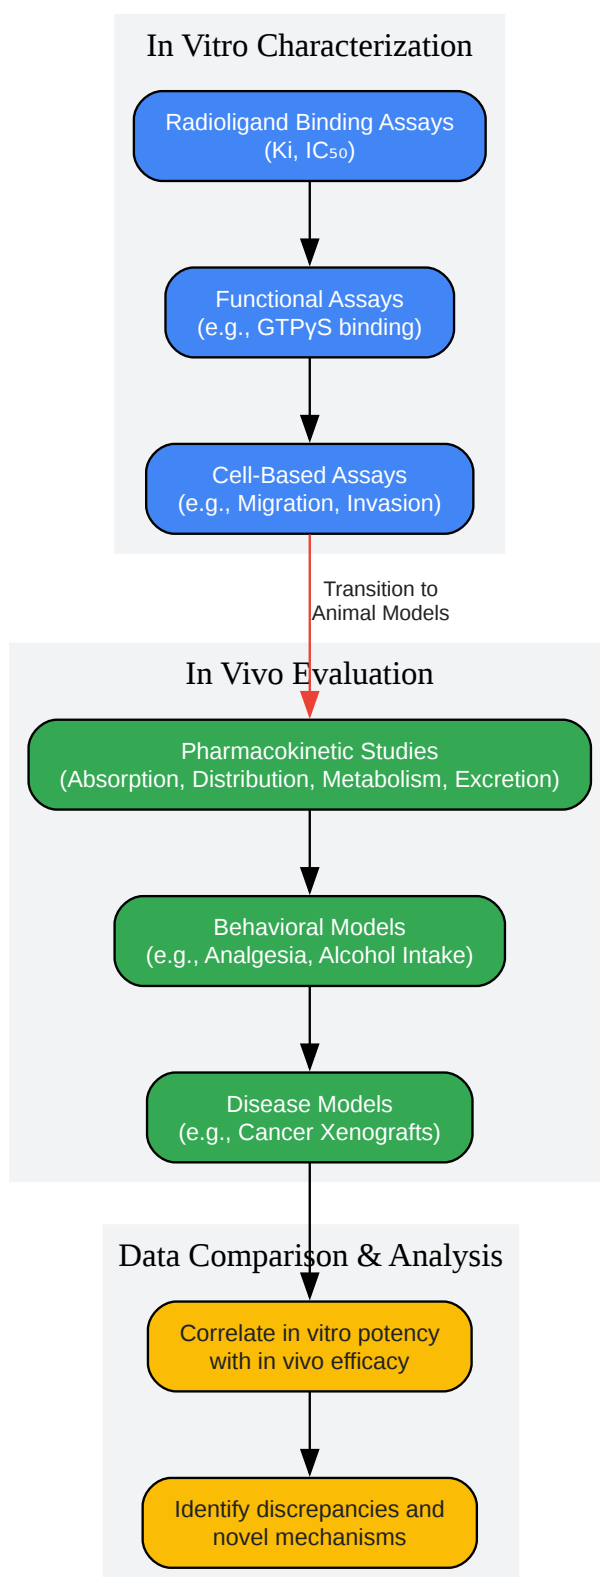 In Vitro Characterization
Radioligand Binding Assays
(Ki, IC₅₀)
Functional Assays
(e.g., GTPγS binding)
Cell-Based Assays
(e.g., Migration, Invasion)
Transition to
Animal Models
In Vivo Evaluation
Pharmacokinetic Studies
(Absorption, Distribution, Metabolism, Excretion)
Behavioral Models
(e.g., Analgesia, Alcohol Intake)
Disease Models
(e.g., Cancer Xenografts)
Data Comparison & Analysis
Correlate in vitro potency
with in vivo efficacy
Identify discrepancies and
novel mechanisms